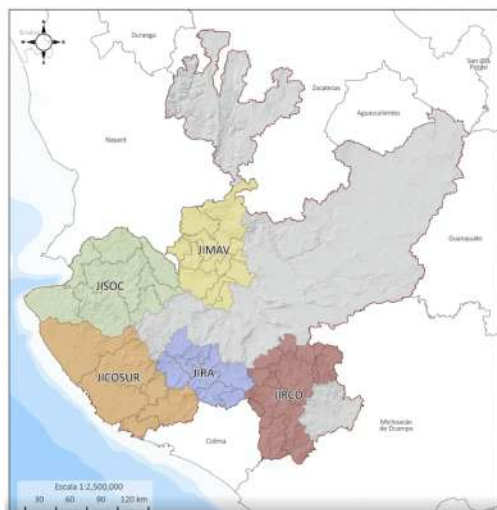 Durango
Zacatecas
San Luis
Potosí
Aguascalientes
Nayarit
Guanajuato
JIMAV
JISOC
JICOSUR
JIRA
JIRCO
Colima
Michoacán
de Ocampo
Escala 1:2,500,000
30 60 90 120 km